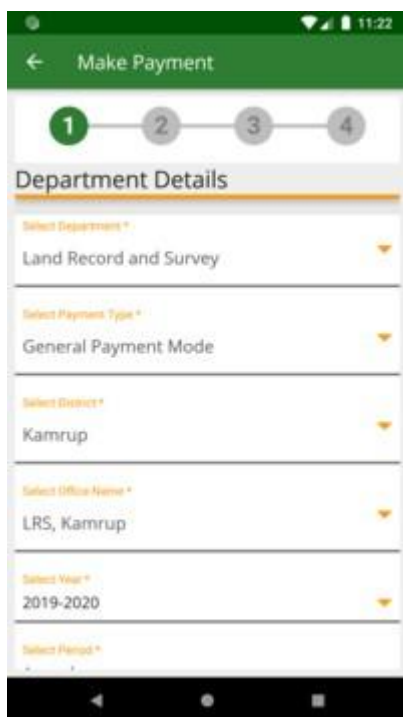 11:22
Make Payment
1 2 3 4
Department Details
Select Department *
Land Record and Survey
Select Payment Type *
General Payment Mode
Select District *
Kamrup
Select Office Name *
LRS, Kamrup
Select Year *
2019-2020
Select Period *